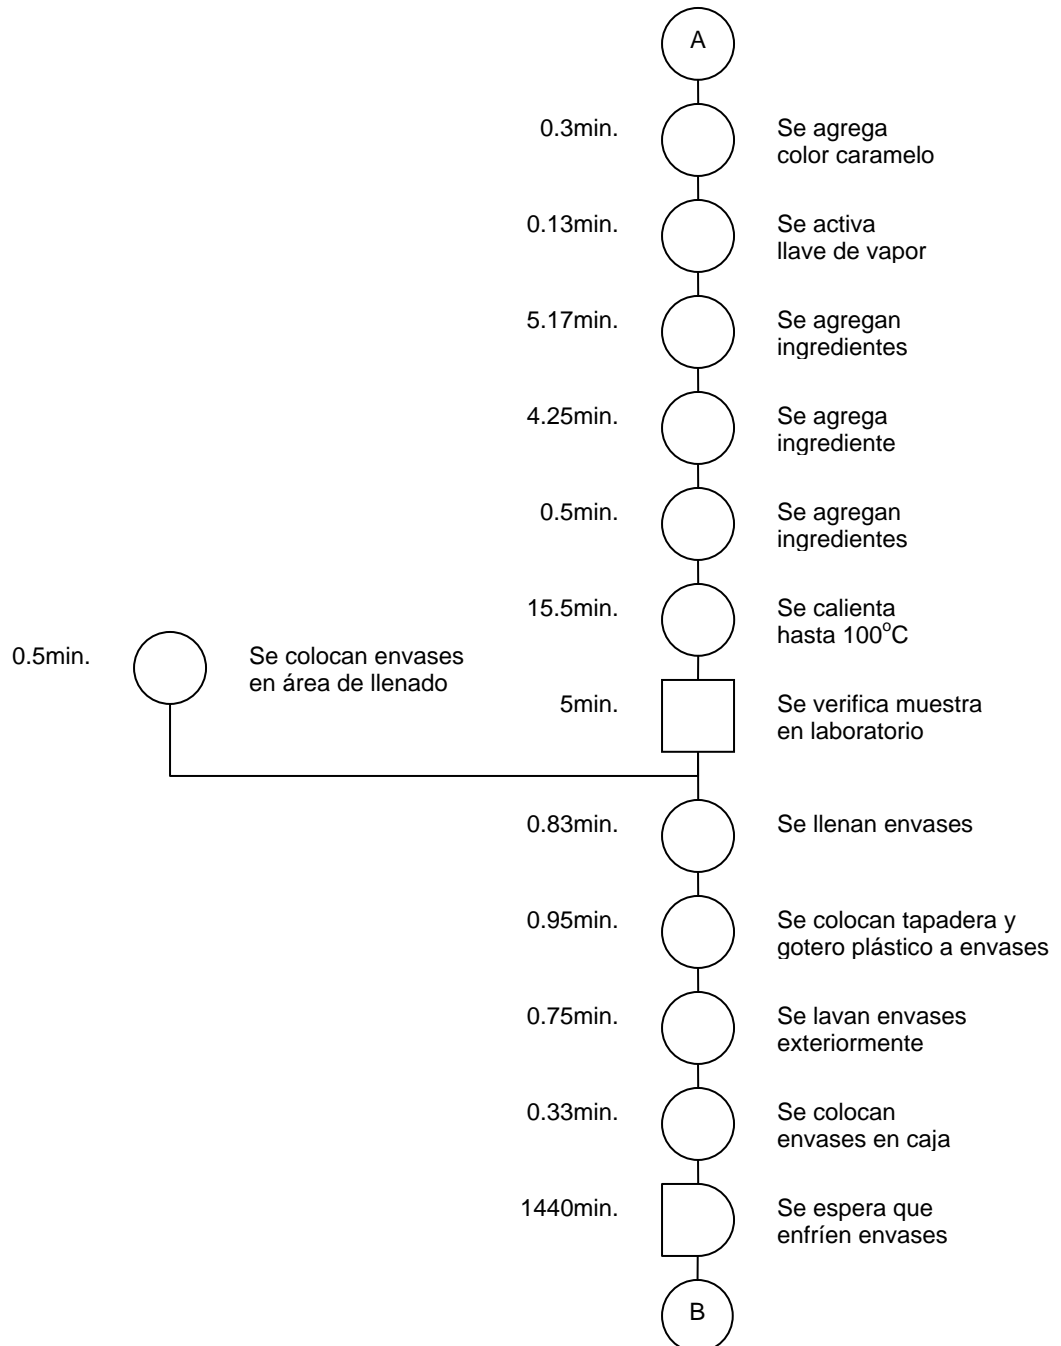 A
0.3min.
Se agrega
color caramelo
0.13min.
Se activa
llave de vapor
5.17min.
Se agregan
ingredientes
4.25min.
Se agrega
ingrediente
0.5min.
Se agregan
ingredientes
15.5min.
Se calienta
hasta 100°C
0.5min.
Se colocan envases
en área de llenado
5min.
Se verifica muestra
en laboratorio
0.83min.
Se llenan envases
0.95min.
Se colocan tapadera y
gotero plástico a envases
0.75min.
Se lavan envases
exteriormente
0.33min.
Se colocan
envases en caja
1440min.
Se espera que
enfríen envases
B